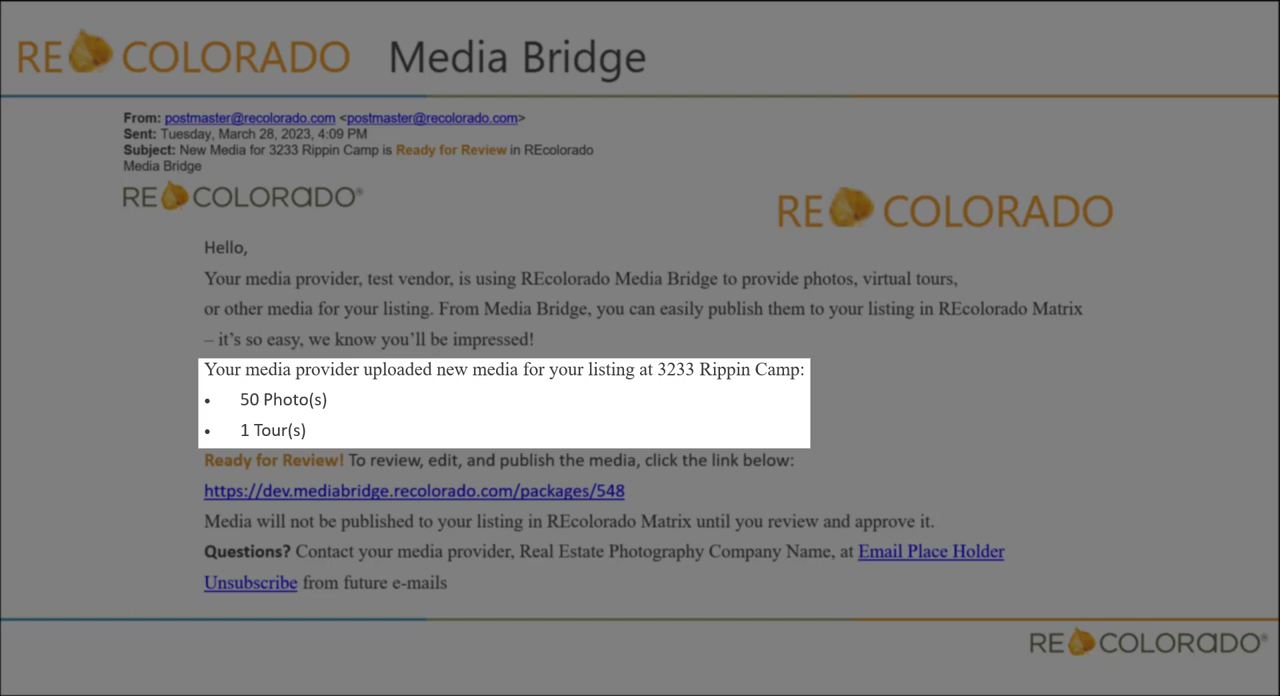 RE COLORADO Media Bridge
From: postmaster@recolorado.com <postmaster@recolorado.com>
Sent: Tuesday, March 28, 2023, 4:09 PM
Subject: New Media for 3233 Rippin Camp is Ready for Review in REcolorado
Media Bridge
RE COLORADO®
RE COLORADO
Hello,
Your media provider, test vendor, is using REcolorado Media Bridge to provide photos, virtual tours,
or other media for your listing. From Media Bridge, you can easily publish them to your listing in REcolorado Matrix
– it’s so easy, we know you’ll be impressed!
Your media provider uploaded new media for your listing at 3233 Rippin Camp:
• 50 Photo(s)
• 1 Tour(s)
Ready for Review! To review, edit, and publish the media, click the link below:
https://dev.mediabridge.recolorado.com/packages/548
Media will not be published to your listing in REcolorado Matrix until you review and approve it.
Questions? Contact your media provider, Real Estate Photography Company Name, at Email Place Holder
Unsubscribe from future e-mails
RE COLORADO®